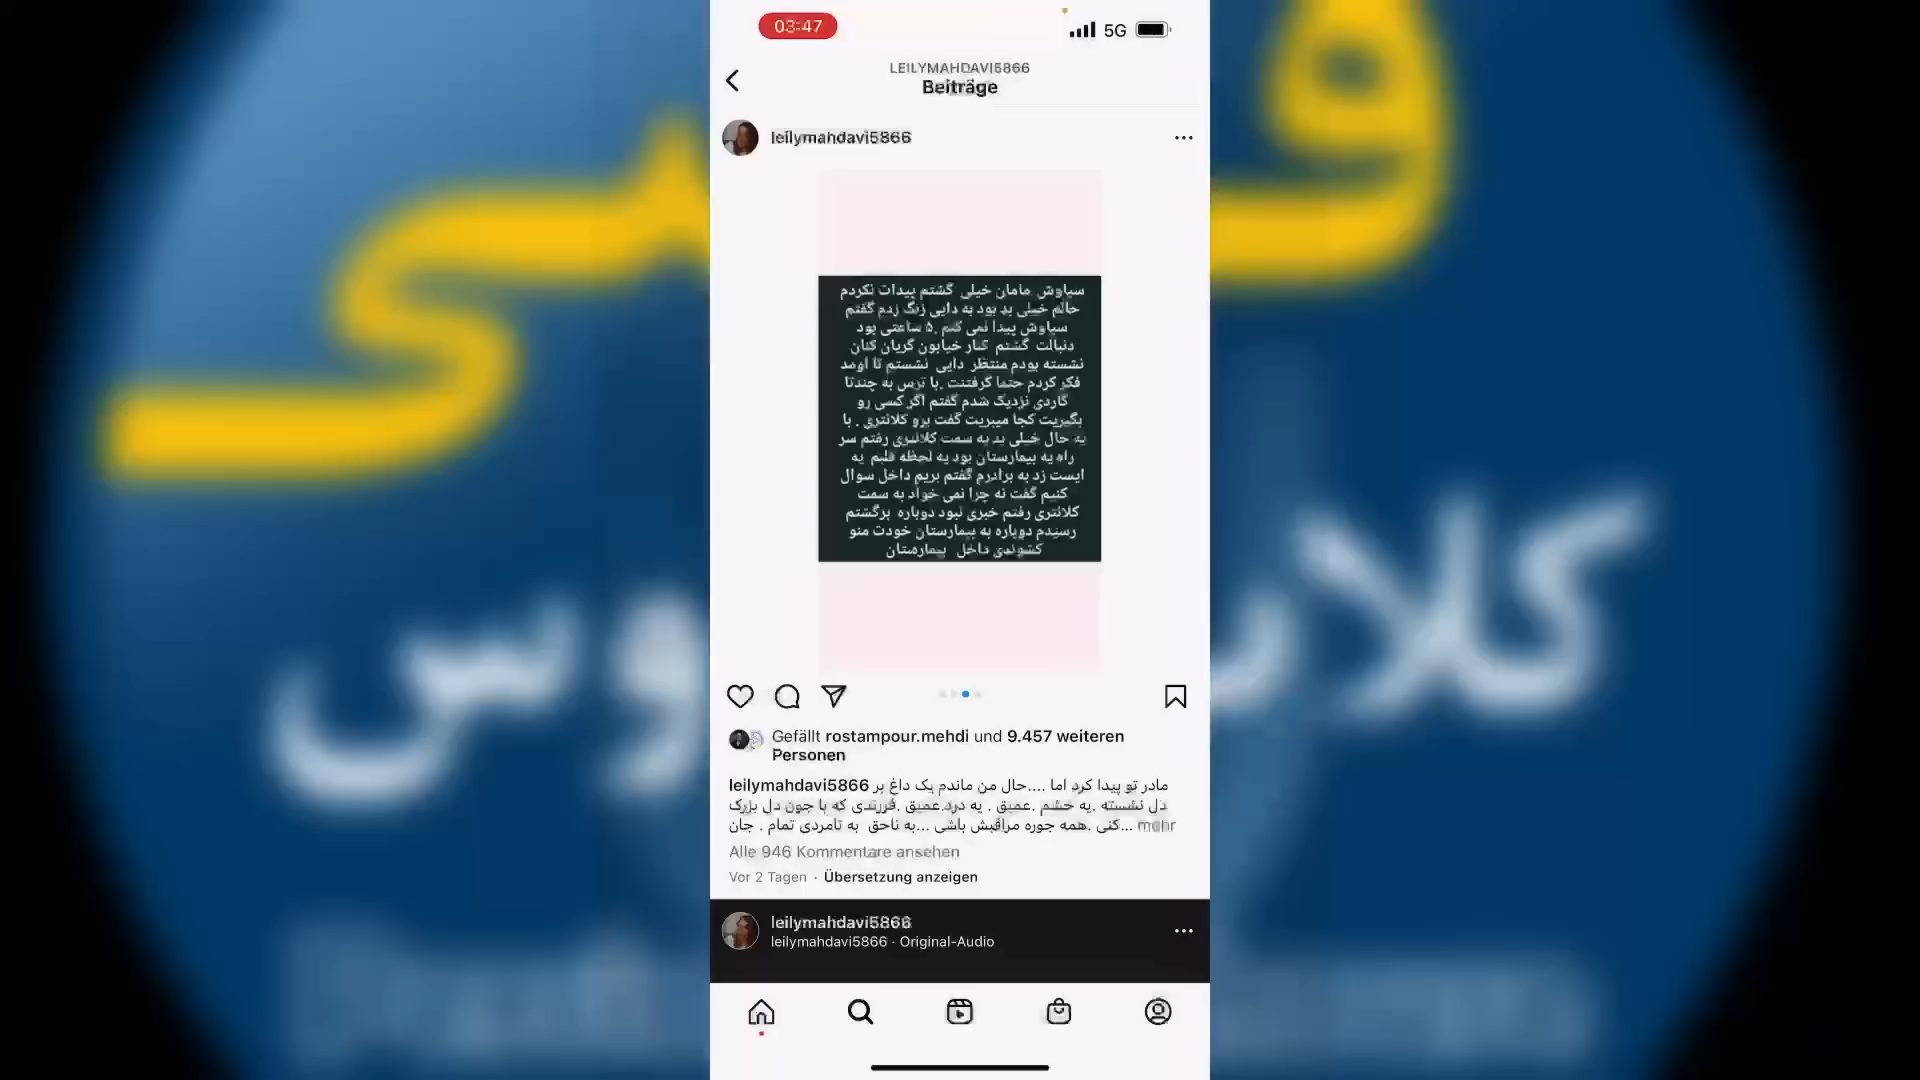 03:47
5G
LEILYMAHDAVI5866
Beiträge
leilymahdavi5866
سیاوش مامان خیلی گشتم پیدات نکردم
حالم خیلی بد بود به دایی زنگ زدم گفتم
سیاوش پیدا نمی کنم .۵ ساعتی بود
دنبالت گشتم کنار خیابون گریان کنان
نشسته بودم منتظر دایی نشستم تا اومد
فکر کردم حتما گرفتنت .با ترس به چندتا
گاردی نزدیک شدم گفتم اگر کسی رو
بگیریت کجا میبریت گفت برو کلانتری . با
یه حال خیلی بد به سمت کلانتری رفتم سر
راه یه بیمارستان بود یه لحظه قلبم یه
ایست زد به برادرم گفتم بریم داخل سوال
کنیم گفت نه چرا نمی خواد به سمت
کلانتری رفتم خبری نبود دوباره برگشتم
رسیدم دوباره به بیمارستان خودت منو
کشوندی داخل بیمارستان
Gefällt rostampour.mehdi und 9.457 weiteren
Personen
leilymahdavi5866 مادر تو پیدا کرد اما ....حال من ماندم یک داغ بر
دل نشسته .یه خشم .عمیق . یه درد عمیق .فرزندی که با جون دل بزرگ
کنی .همه جوره مراقبش باشی ...به ناحق به نامردی تمام . جان... mehr
Alle 946 Kommentare ansehen
Vor 2 Tagen · Übersetzung anzeigen
leilymahdavi5866
leilymahdavi5866 · Original-Audio